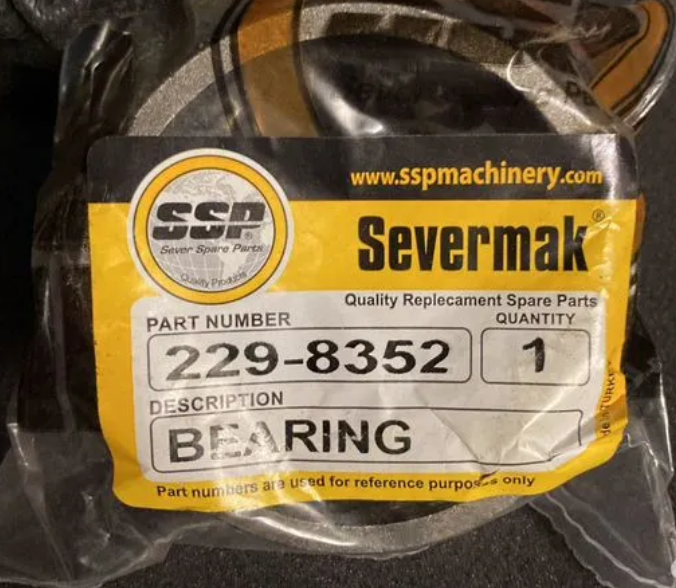 www.sspmachinery.com
SSP®
Sever Spare Parts
Quality Products
Severmak®
Quality Replecament Spare Parts
PART NUMBER
QUANTITY
229-8352
1
DESCRIPTION
BEARING
Part numbers are used for reference purposes only